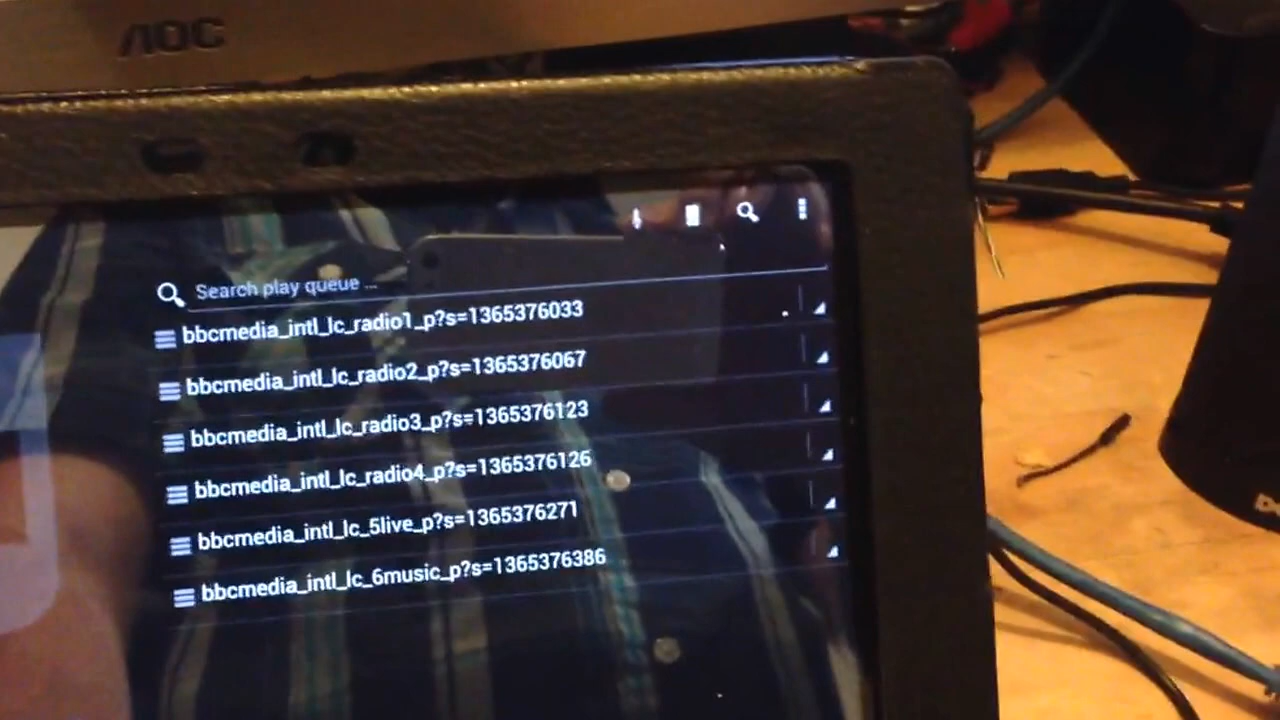 AOC
Search play queue ...
bbcmedia_intl_lc_radio1_p?s=1365376033
bbcmedia_intl_lc_radio2_p?s=1365376067
bbcmedia_intl_lc_radio3_p?s=1365376123
bbcmedia_intl_lc_radio4_p?s=1365376126
bbcmedia_intl_lc_5live_p?s=1365376271
bbcmedia_intl_lc_6music_p?s=1365376386